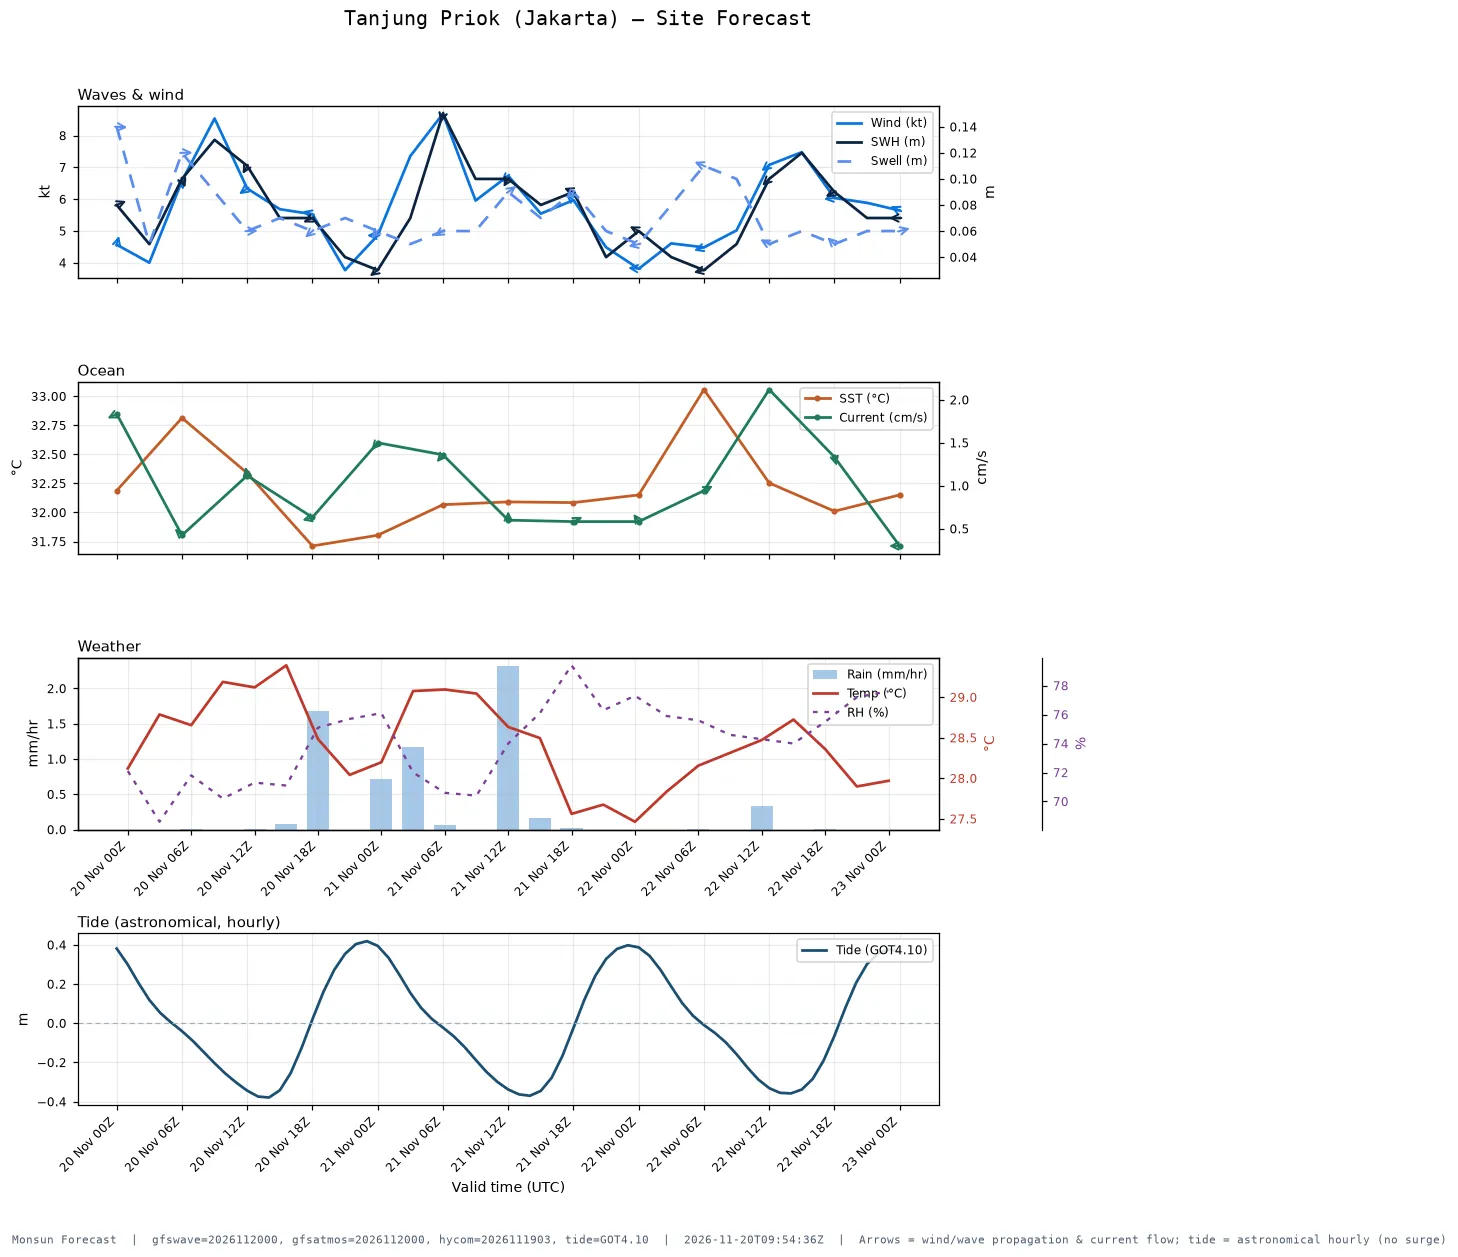 Tanjung Priok (Jakarta) — Site Forecast
Waves & wind
8
7
6
5
4
kt
0.14
0.12
0.10
0.08
0.06
0.04
m
Wind (kt)
SWH (m)
Swell (m)
Ocean
33.00
32.75
32.50
32.25
32.00
31.75
°C
2.0
1.5
1.0
0.5
cm/s
SST (°C)
Current (cm/s)
Weather
2.0
1.5
1.0
0.5
0.0
mm/hr
29.0
28.5
28.0
27.5
°C
78
76
74
72
70
%
Rain (mm/hr)
Temp (°C)
RH (%)
20 Nov 00Z
20 Nov 06Z
20 Nov 12Z
20 Nov 18Z
21 Nov 00Z
21 Nov 06Z
21 Nov 12Z
21 Nov 18Z
22 Nov 00Z
22 Nov 06Z
22 Nov 12Z
22 Nov 18Z
23 Nov 00Z
Tide (astronomical, hourly)
0.4
0.2
0.0
−0.2
−0.4
m
Tide (GOT4.10)
20 Nov 00Z
20 Nov 06Z
20 Nov 12Z
20 Nov 18Z
21 Nov 00Z
21 Nov 06Z
21 Nov 12Z
21 Nov 18Z
22 Nov 00Z
22 Nov 06Z
22 Nov 12Z
22 Nov 18Z
23 Nov 00Z
Valid time (UTC)
Monsun Forecast | gfswave=2026112000, gfsatmos=2026112000, hycom=2026111903, tide=GOT4.10 | 2026-11-20T09:54:36Z | Arrows = wind/wave propagation & current flow; tide = astronomical hourly (no surge)